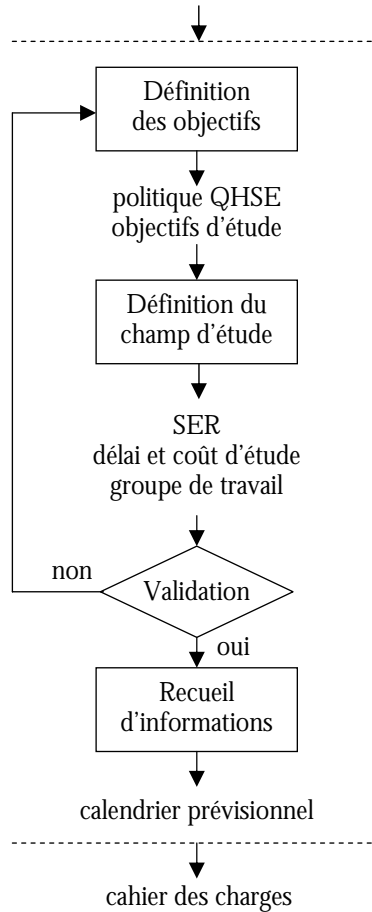 Définition
des objectifs
politique QHSE
objectifs d'étude
Définition du
champ d'étude
SER
délai et coût d'étude
groupe de travail
non
Validation
oui
Recueil
d'informations
calendrier prévisionnel
cahier des charges